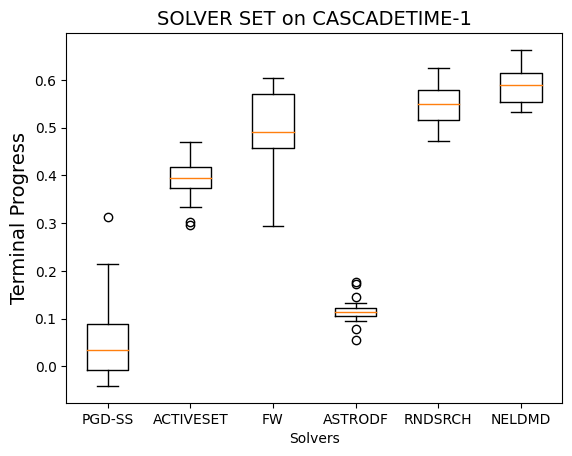 SOLVER SET on CASCADETIME-1
Terminal Progress
0.6
0.5
0.4
0.3
0.2
0.1
0.0
PGD-SS ACTIVESET FW ASTRODF RNDSRCH NELDMD
Solvers